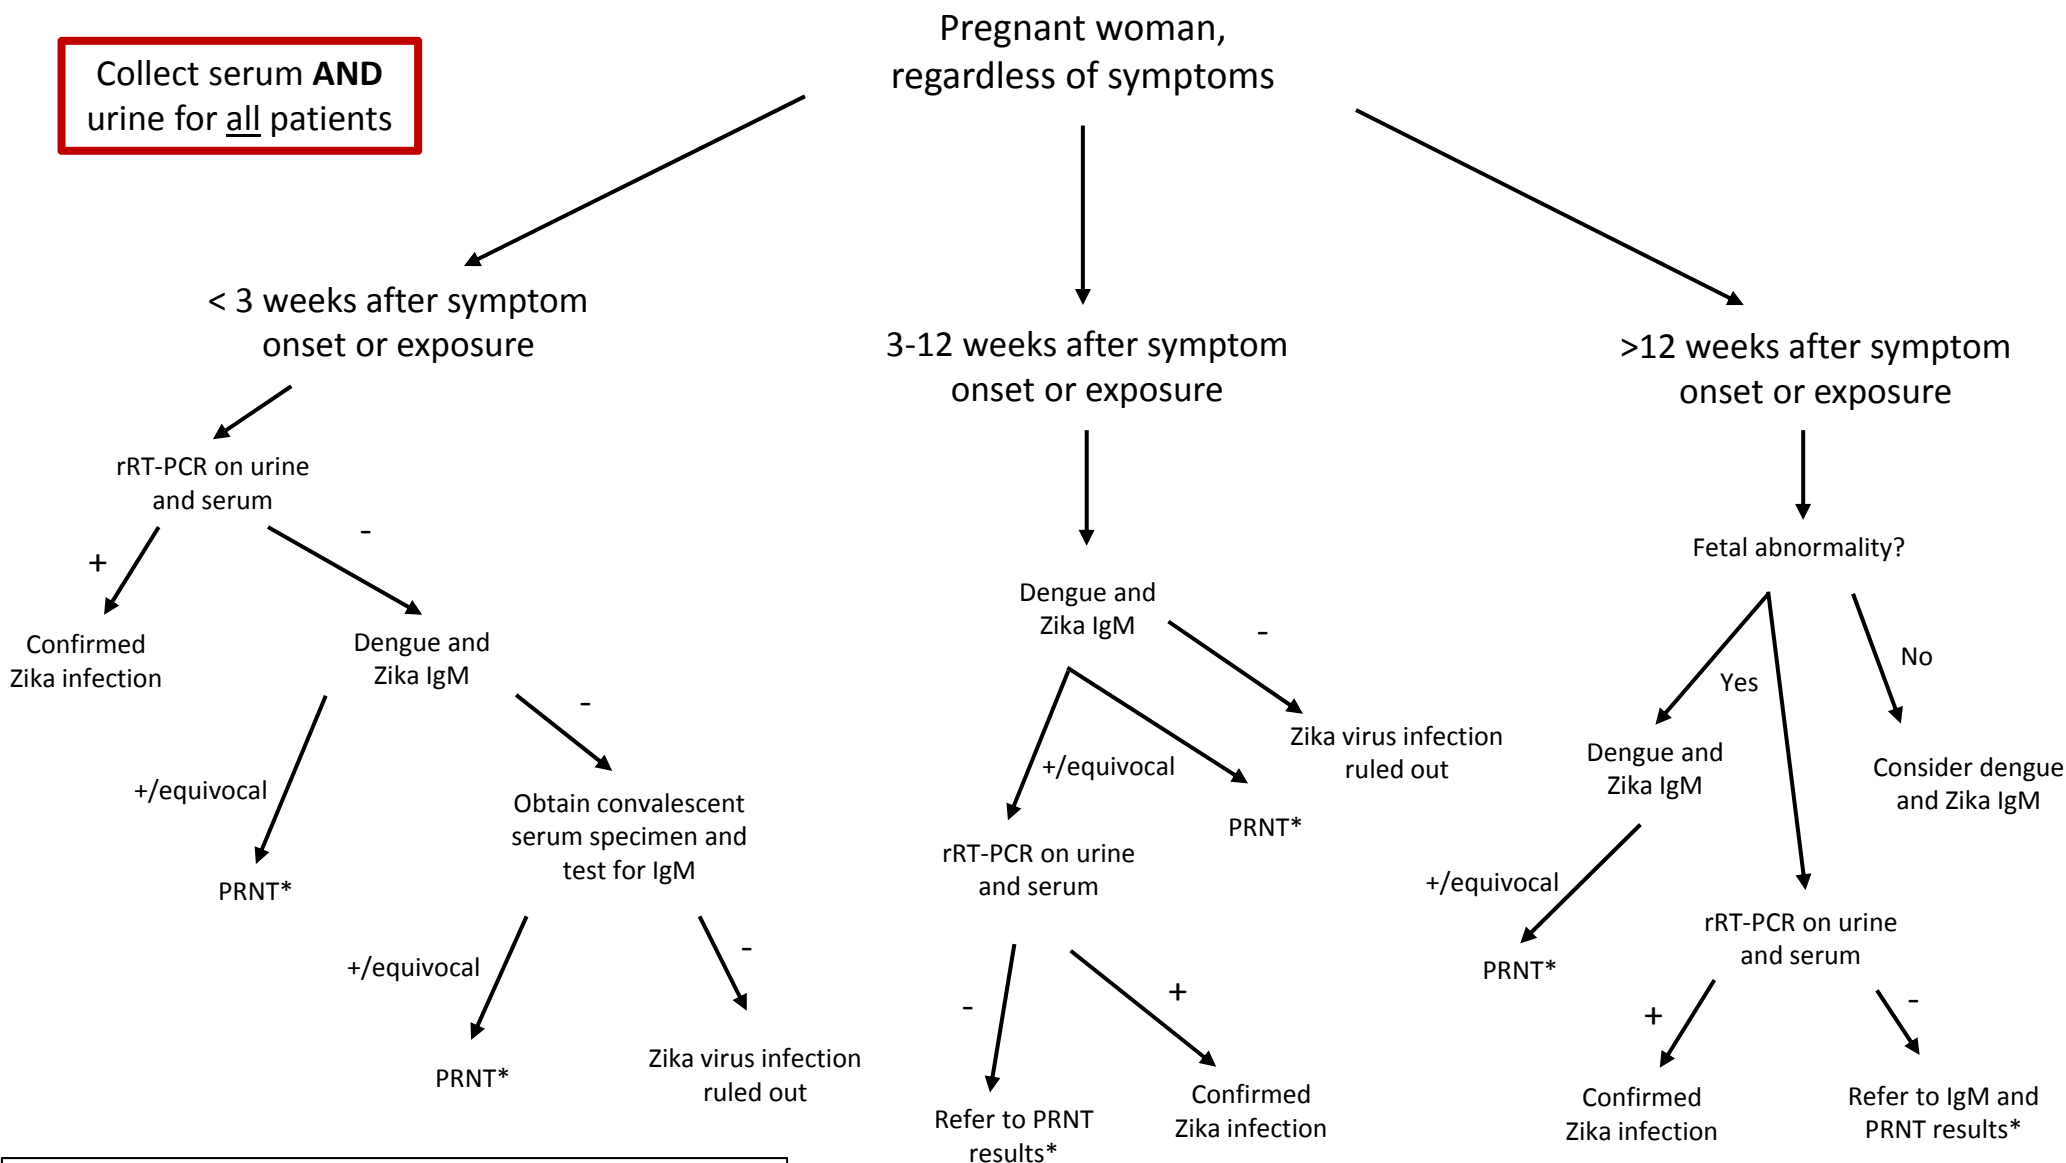 Pregnant woman,
regardless of symptoms
Collect serum AND
urine for all patients
< 3 weeks after symptom
onset or exposure
3-12 weeks after symptom
onset or exposure
>12 weeks after symptom
onset or exposure
rRT-PCR on urine
and serum
+
-
Confirmed
Zika infection
Dengue and
Zika IgM
+/equivocal
-
PRNT*
Obtain convalescent
serum specimen and
test for IgM
+/equivocal
-
PRNT*
Zika virus infection
ruled out
Dengue and
Zika IgM
-
+/equivocal
Zika virus infection
ruled out
PRNT*
rRT-PCR on urine
and serum
-
+
Refer to PRNT
results*
Confirmed
Zika infection
Fetal abnormality?
Yes
No
Dengue and
Zika IgM
Consider dengue
and Zika IgM
+/equivocal
PRNT*
rRT-PCR on urine
and serum
+
-
Confirmed
Zika infection
Refer to IgM and
PRNT results*